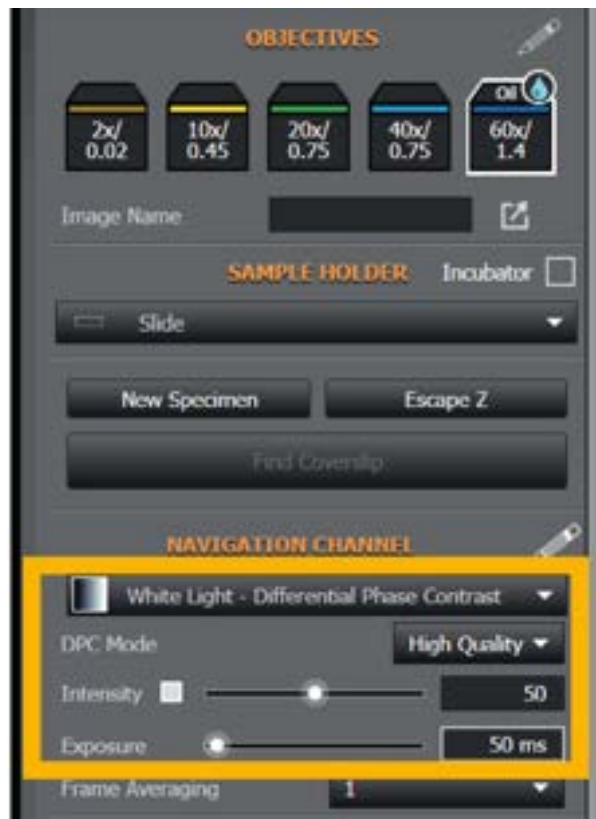 OBJECTIVES
Oil
2x/ 10x/ 20x/ 40x/ 60x/
0.02 0.45 0.75 0.75 1.4
Image Name
SAMPLE HOLDER Incubator
Slide
New Specimen Escape Z
Find Coverslip
NAVIGATION CHANNEL
White Light - Differential Phase Contrast
DPC Mode High Quality
Intensity 50
Exposure 50 ms
Frame Averaging 1